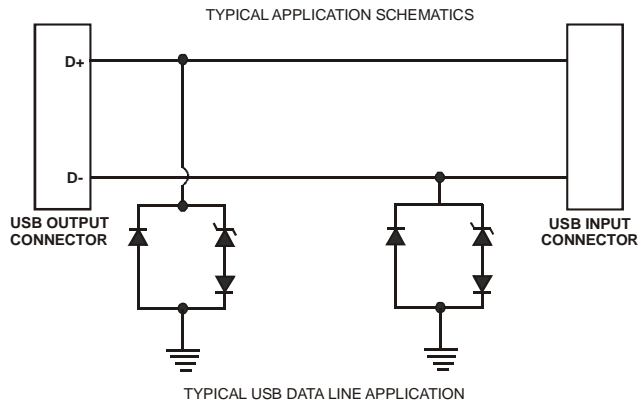 TYPICAL APPLICATION SCHEMATICS
D+
D-
USB OUTPUT
CONNECTOR
USB INPUT
CONNECTOR
TYPICAL USB DATA LINE APPLICATION